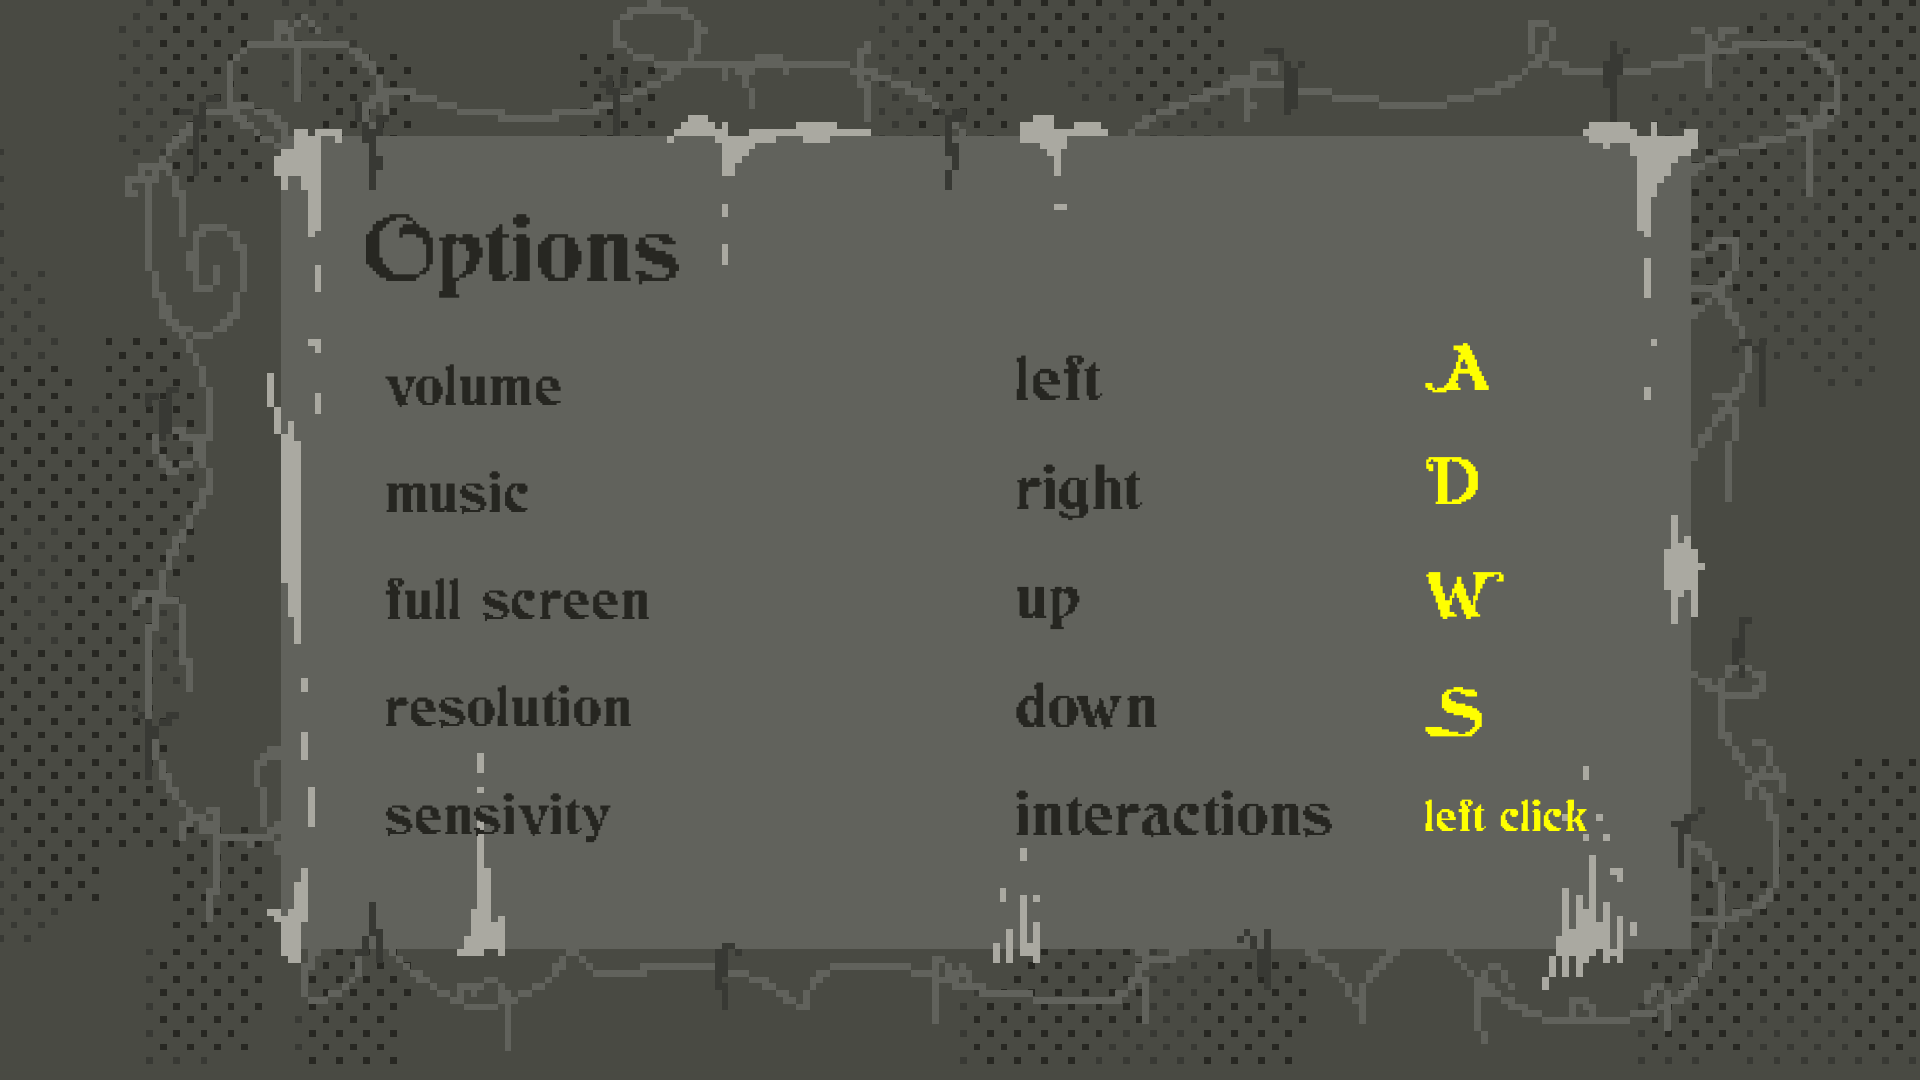 Options
volume
music
full screen
resolution
sensivity
left A
right D
up W
down S
interactions left click